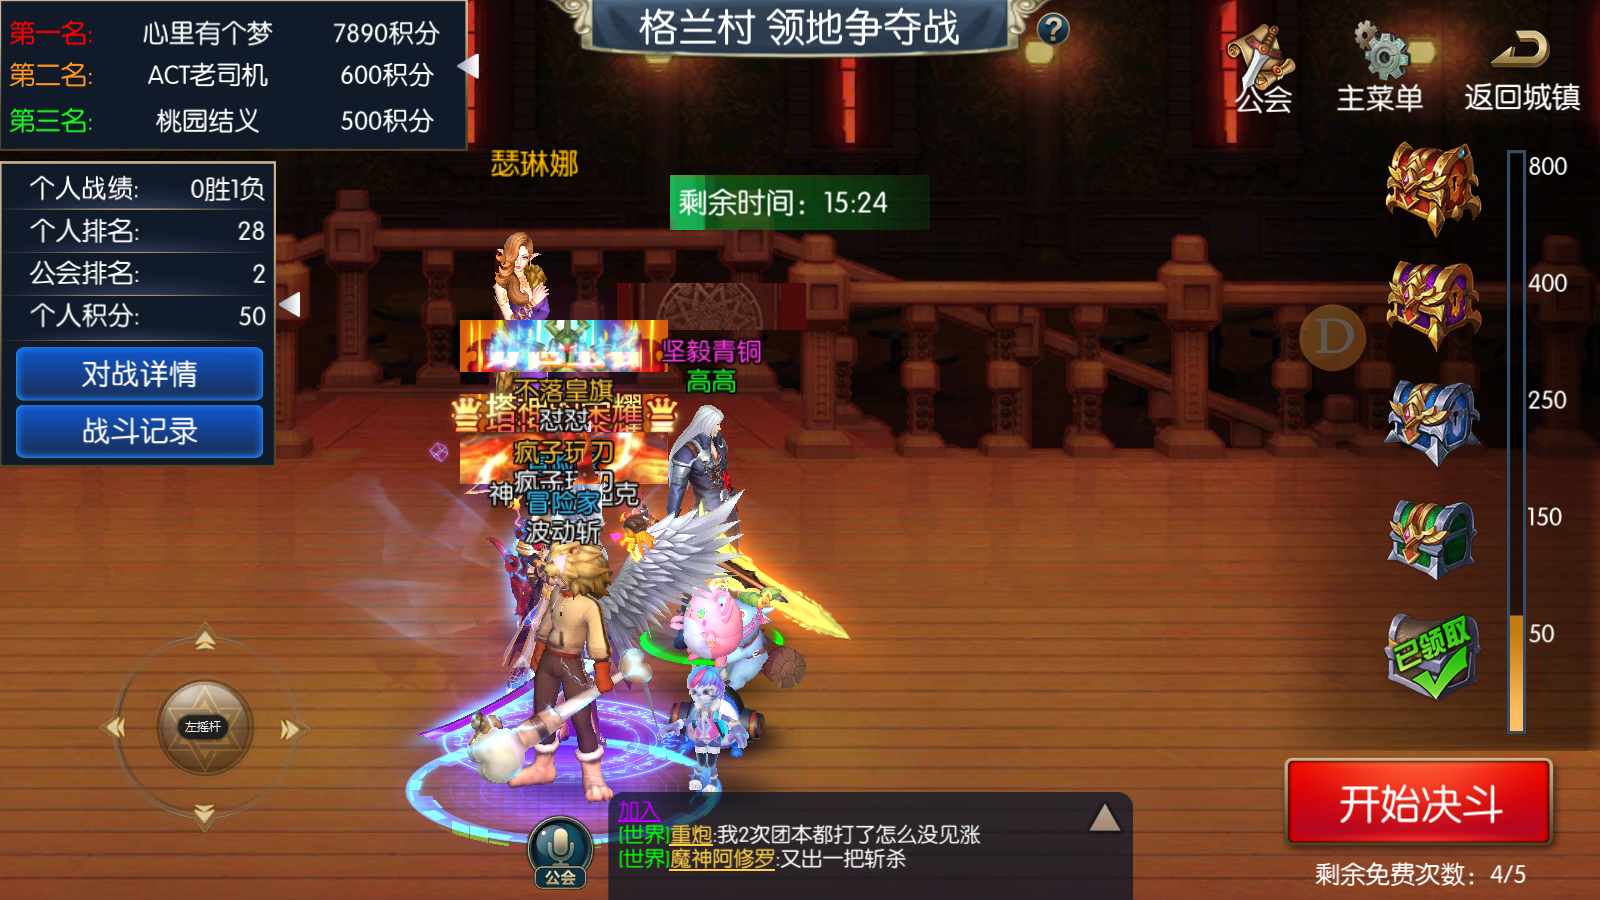 第一名: 心里有个梦 7890积分
第二名: ACT老司机 600积分
第三名: 桃园结义 500积分
格兰村 领地争夺战
?
公会
主菜单
返回城镇
个人战绩: 0胜1负
个人排名: 28
公会排名: 2
个人积分: 50
对战详情
战斗记录
瑟琳娜
剩余时间：15:24
坚毅青铜
高高
不落皇旗
怼怼
疯子玩刀
冒险家
波动斩
D
800
400
250
150
50
已领取
左摇杆
公会
加入
[世界]重炮:我2次团本都打了怎么没见涨
[世界]魔神阿修罗:又出一把斩杀
开始决斗
剩余免费次数：4/5